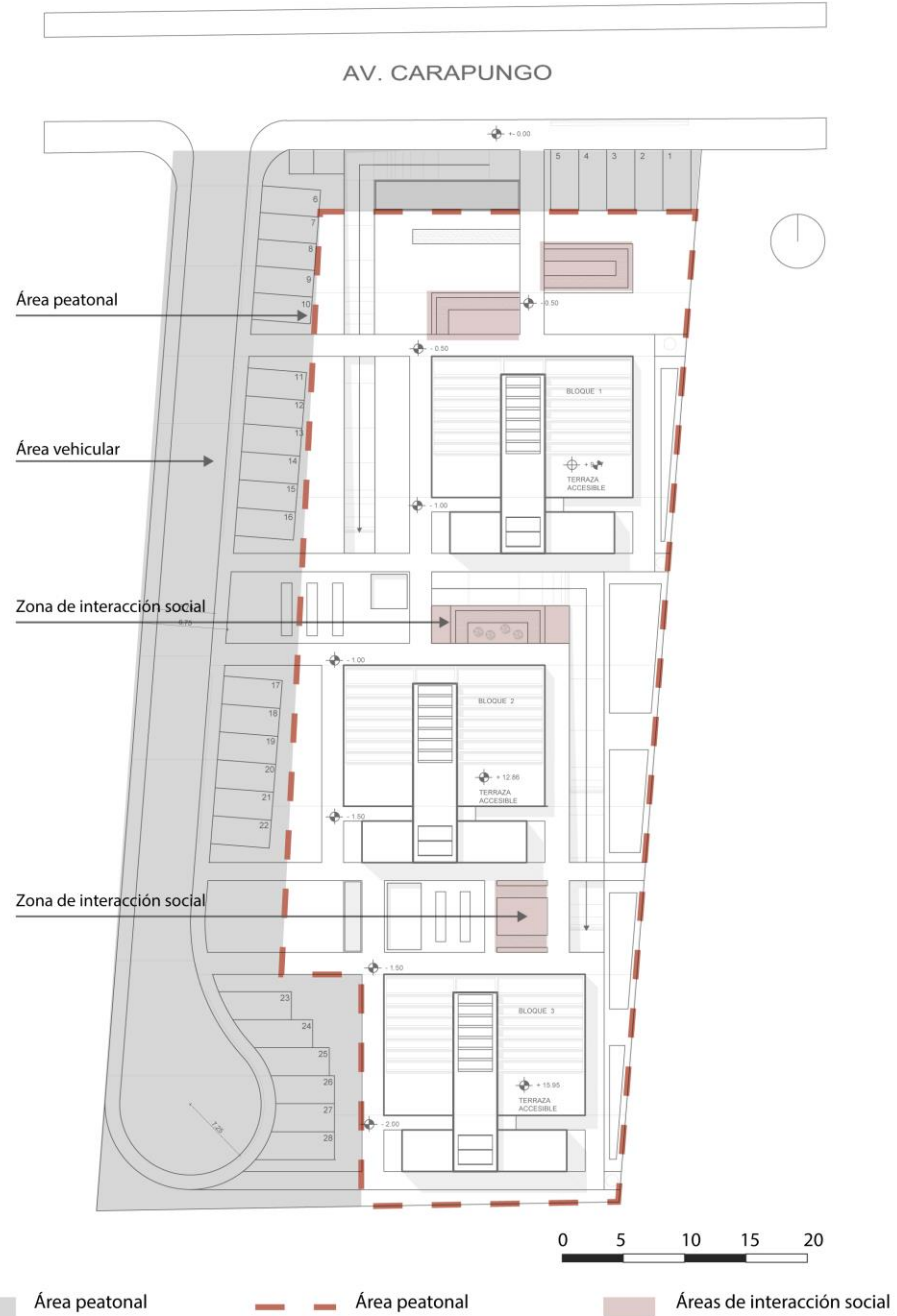 AV. CARAPUNGO
+- 0.00
5 4 3 2 1
6
7
8
9
10
Área peatonal
- 0.50
- 0.50
11
12
13
14
15
16
BLOQUE 1
Área vehicular
TERRAZA
ACCESIBLE
- 1.00
Zona de interacción social
- 1.00
17
18
19
20
21
22
BLOQUE 2
+ 12.86
TERRAZA
ACCESIBLE
- 1.50
Zona de interacción social
- 1.50
23
24
25
26
27
28
BLOQUE 3
+ 15.95
TERRAZA
ACCESIBLE
- 2.00
7.25
0 5 10 15 20
Área peatonal
Área peatonal
Áreas de interacción social